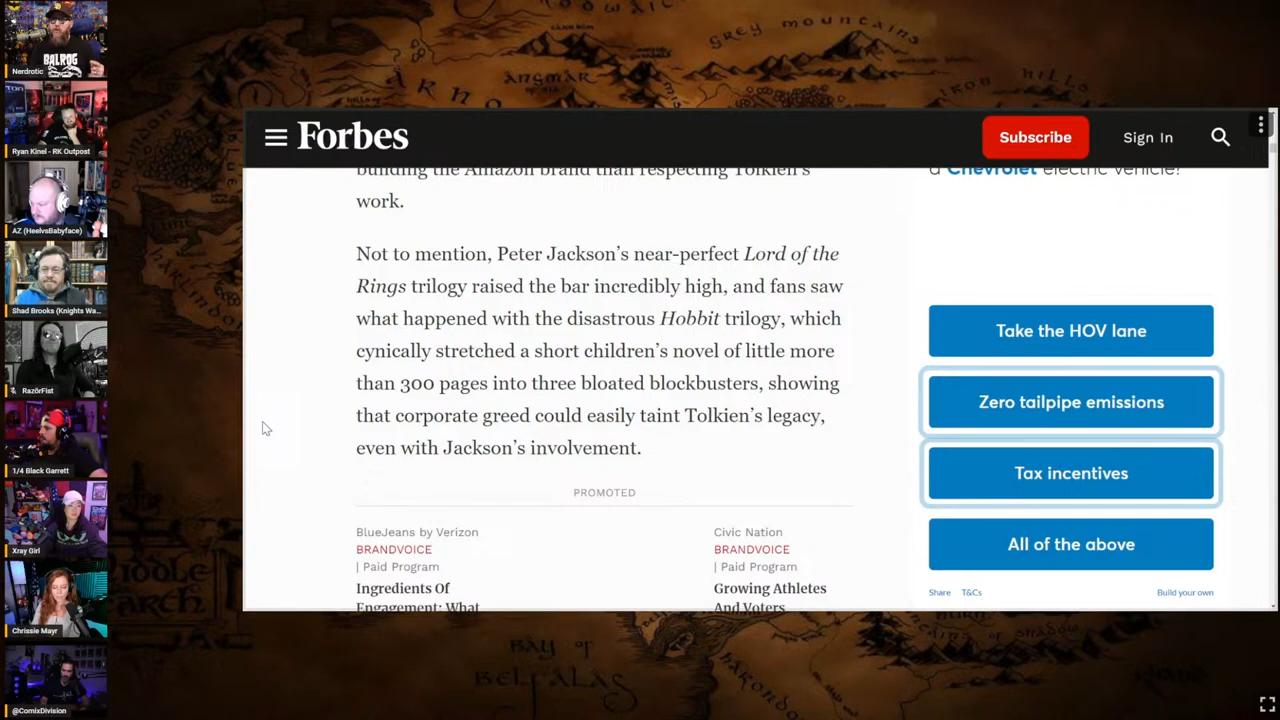 GREY MOUNTAINS
ANGMAR
IRON HILLS
BALROG
Nerdrotic
Ryan Kinel - RK Outpost
AZ (HeelvsBabyface)
Shad Brooks (Knights Wa...
RazörFist
1/4 Black Garrett
Xray Girl
Chrissie Mayr
@ComixDivision
Forbes
Subscribe
Sign In
building the Amazon brand than respecting Tolkien's
work.
Not to mention, Peter Jackson's near-perfect Lord of the
Rings trilogy raised the bar incredibly high, and fans saw
what happened with the disastrous Hobbit trilogy, which
cynically stretched a short children's novel of little more
than 300 pages into three bloated blockbusters, showing
that corporate greed could easily taint Tolkien's legacy,
even with Jackson's involvement.
PROMOTED
BlueJeans by Verizon
BRANDVOICE
| Paid Program
Ingredients Of
Engagement: What
Civic Nation
BRANDVOICE
| Paid Program
Growing Athletes
And Voters
a Chevrolet electric vehicle?
Take the HOV lane
Zero tailpipe emissions
Tax incentives
All of the above
Share T&Cs
Build your own
BAY OF
BELFALAS